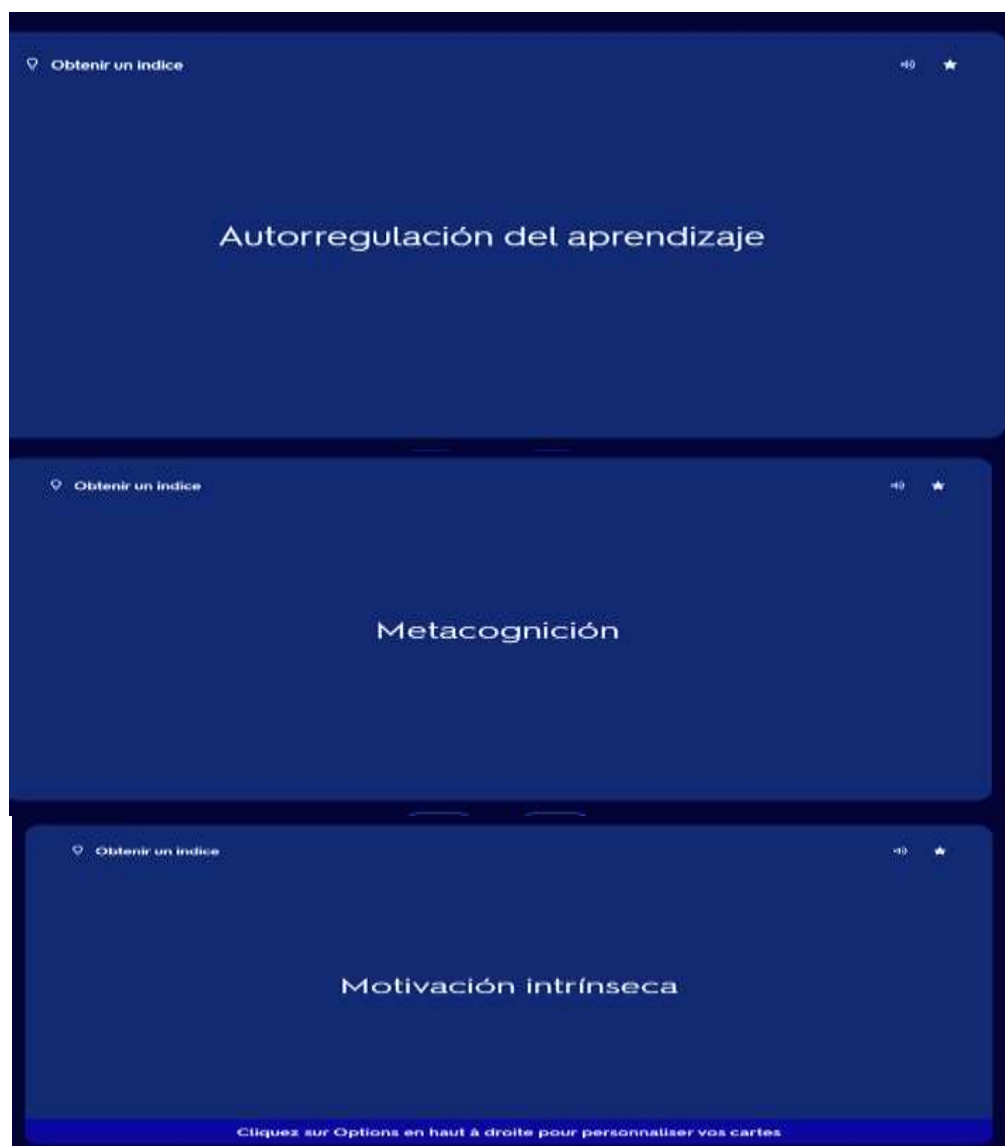 Obtenir un indice
Autorregulación del aprendizaje
Obtenir un indice
Metacognición
Obtenir un indice
Motivación intrínseca
Cliquez sur Options en haut à droite pour personnaliser vos cartes